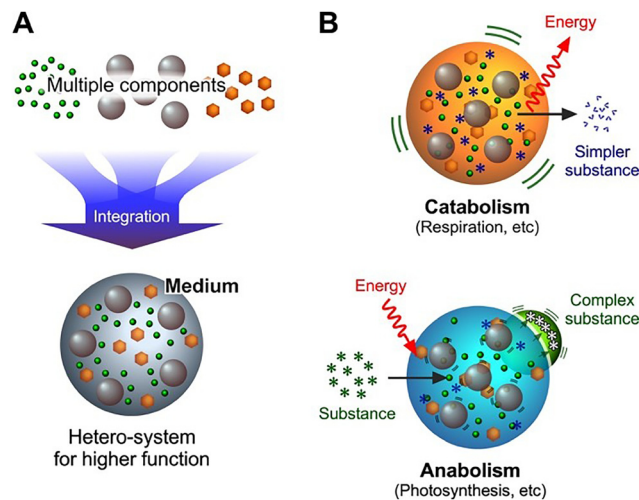 A
Multiple components
Integration
Medium
Hetero-system
for higher function
B
Energy
Simpler
substance
Catabolism
(Respiration, etc)
Energy
Complex
substance
Substance
Anabolism
(Photosynthesis, etc)